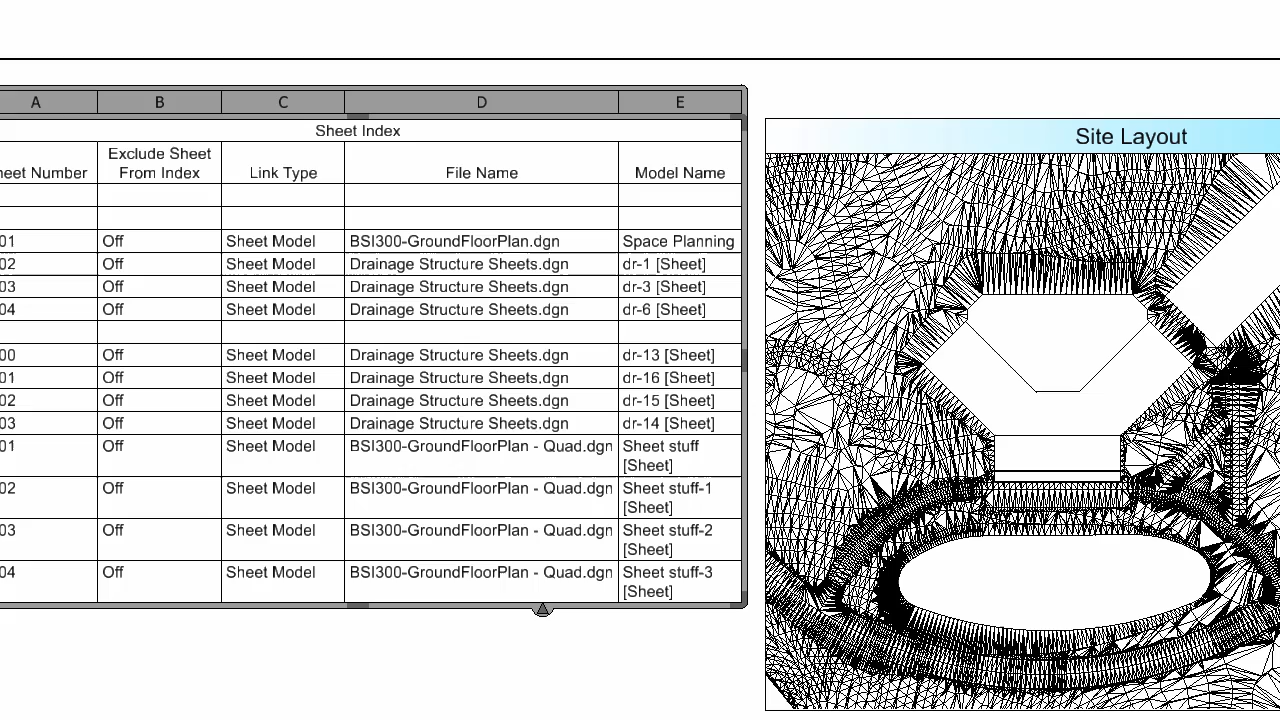 A B C D E
Sheet Index
Exclude Sheet
heet Number From Index Link Type File Name Model Name
01 Off Sheet Model BSI300-GroundFloorPlan.dgn Space Planning
02 Off Sheet Model Drainage Structure Sheets.dgn dr-1 [Sheet]
03 Off Sheet Model Drainage Structure Sheets.dgn dr-3 [Sheet]
04 Off Sheet Model Drainage Structure Sheets.dgn dr-6 [Sheet]
00 Off Sheet Model Drainage Structure Sheets.dgn dr-13 [Sheet]
01 Off Sheet Model Drainage Structure Sheets.dgn dr-16 [Sheet]
02 Off Sheet Model Drainage Structure Sheets.dgn dr-15 [Sheet]
03 Off Sheet Model Drainage Structure Sheets.dgn dr-14 [Sheet]
01 Off Sheet Model BSI300-GroundFloorPlan - Quad.dgn Sheet stuff
[Sheet]
02 Off Sheet Model BSI300-GroundFloorPlan - Quad.dgn Sheet stuff-1
[Sheet]
03 Off Sheet Model BSI300-GroundFloorPlan - Quad.dgn Sheet stuff-2
[Sheet]
04 Off Sheet Model BSI300-GroundFloorPlan - Quad.dgn Sheet stuff-3
[Sheet]
Site Layout